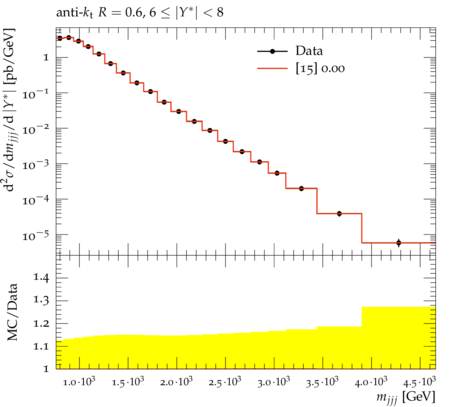 anti-kt R = 0.6, 6 ≤ |Y*| < 8
Data
[15] 0.00
d²σ/dmjjj/d|Y*| [pb/GeV]
1
10⁻¹
10⁻²
10⁻³
10⁻⁴
10⁻⁵
MC/Data
1.4
1.3
1.2
1.1
1
1.0·10³ 1.5·10³ 2.0·10³ 2.5·10³ 3.0·10³ 3.5·10³ 4.0·10³ 4.5·10³
mjjj [GeV]